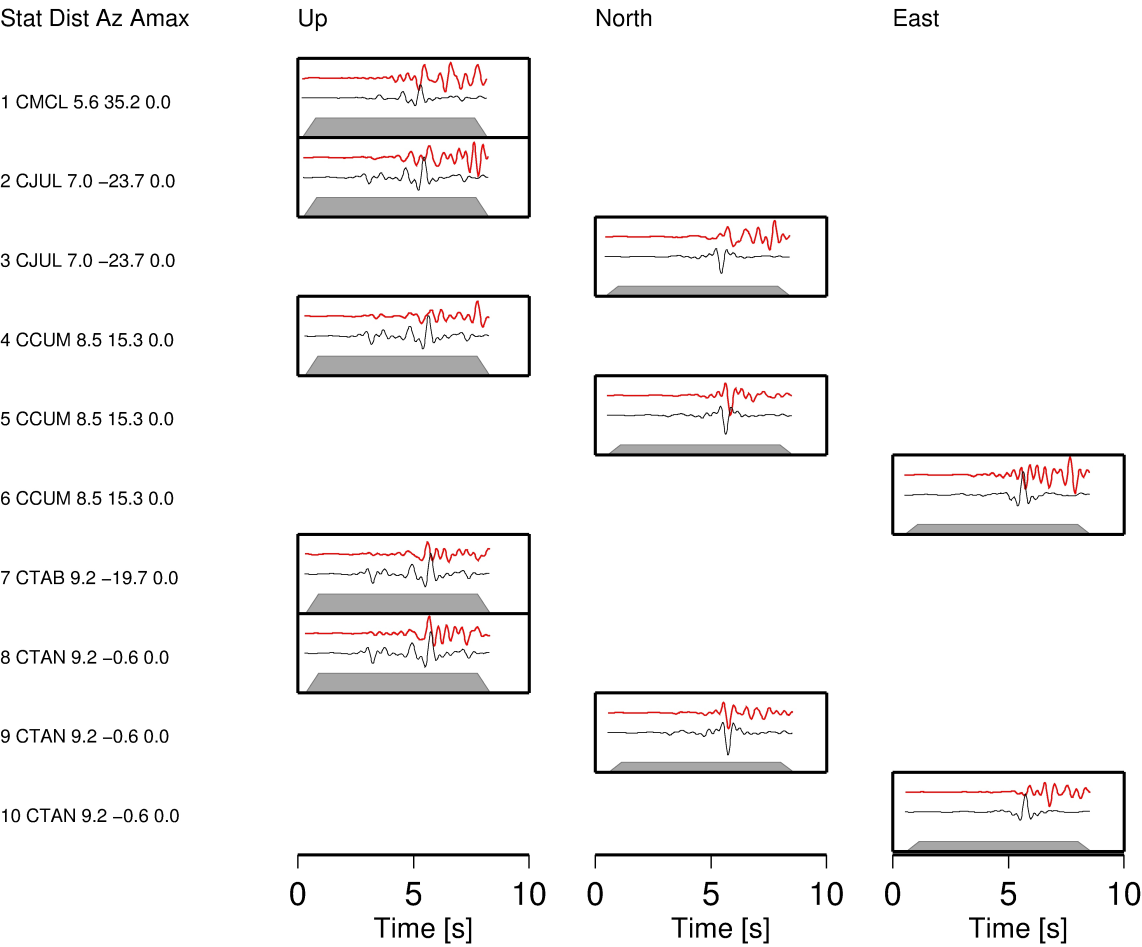 Stat Dist Az Amax Up North East
1 CMCL 5.6 35.2 0.0
2 CJUL 7.0 −23.7 0.0
3 CJUL 7.0 −23.7 0.0
4 CCUM 8.5 15.3 0.0
5 CCUM 8.5 15.3 0.0
6 CCUM 8.5 15.3 0.0
7 CTAB 9.2 −19.7 0.0
8 CTAN 9.2 −0.6 0.0
9 CTAN 9.2 −0.6 0.0
10 CTAN 9.2 −0.6 0.0
0 5 10 0 5 10 0 5 10
Time [s] Time [s] Time [s]